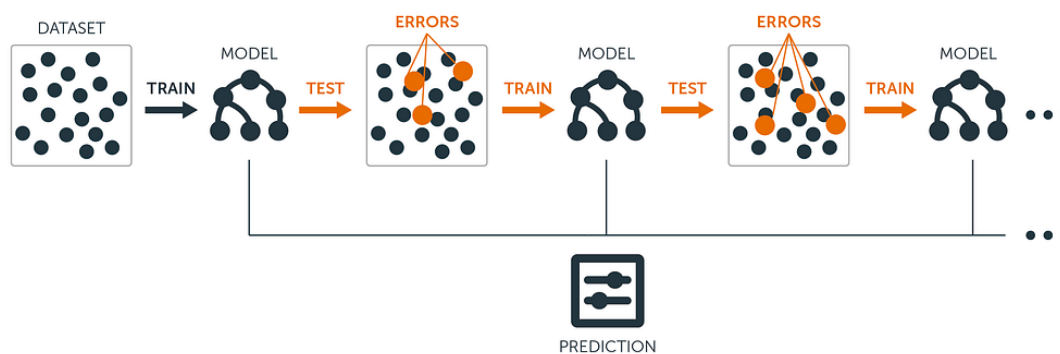 DATASET
TRAIN
MODEL
TEST
ERRORS
TRAIN
MODEL
TEST
ERRORS
TRAIN
MODEL
PREDICTION